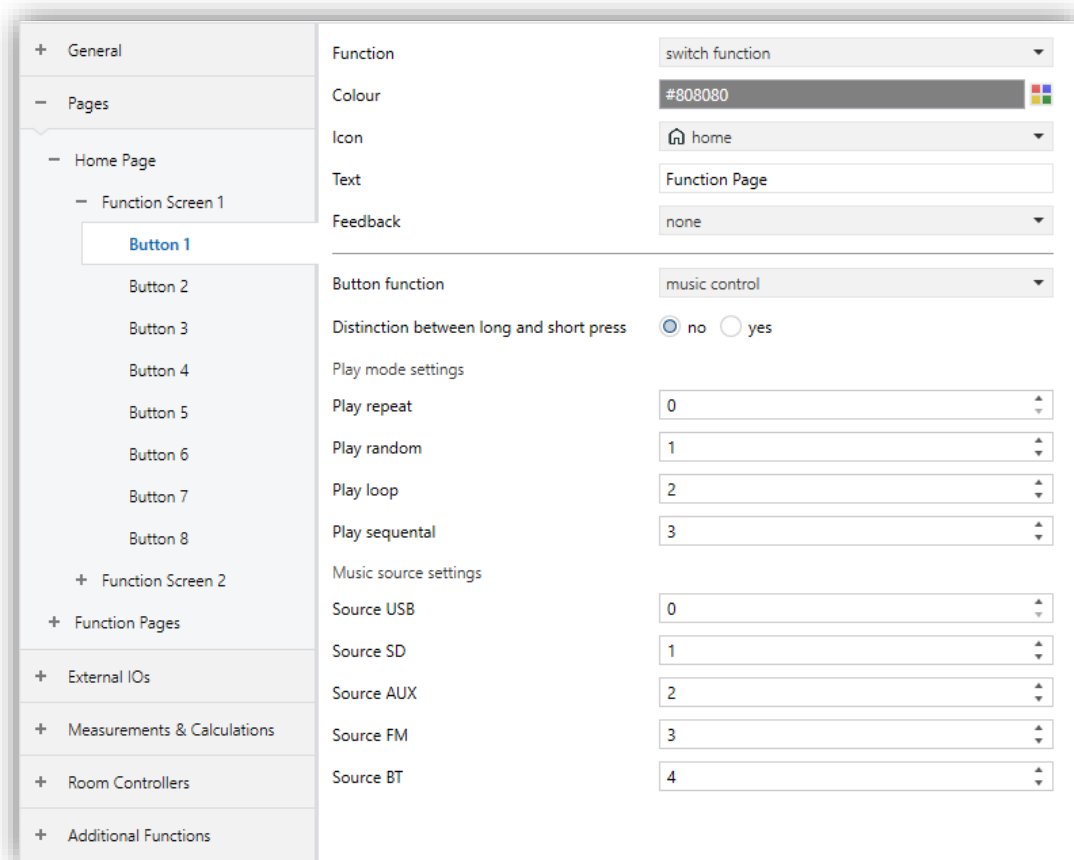 General
Pages
Home Page
Function Screen 1
Button 1
Button 2
Button 3
Button 4
Button 5
Button 6
Button 7
Button 8
Function Screen 2
Function Pages
External IOs
Measurements & Calculations
Room Controllers
Additional Functions
Function switch function
Colour #808080
Icon home
Text Function Page
Feedback none
Button function music control
Distinction between long and short press no yes
Play mode settings
Play repeat 0
Play random 1
Play loop 2
Play sequental 3
Music source settings
Source USB 0
Source SD 1
Source AUX 2
Source FM 3
Source BT 4